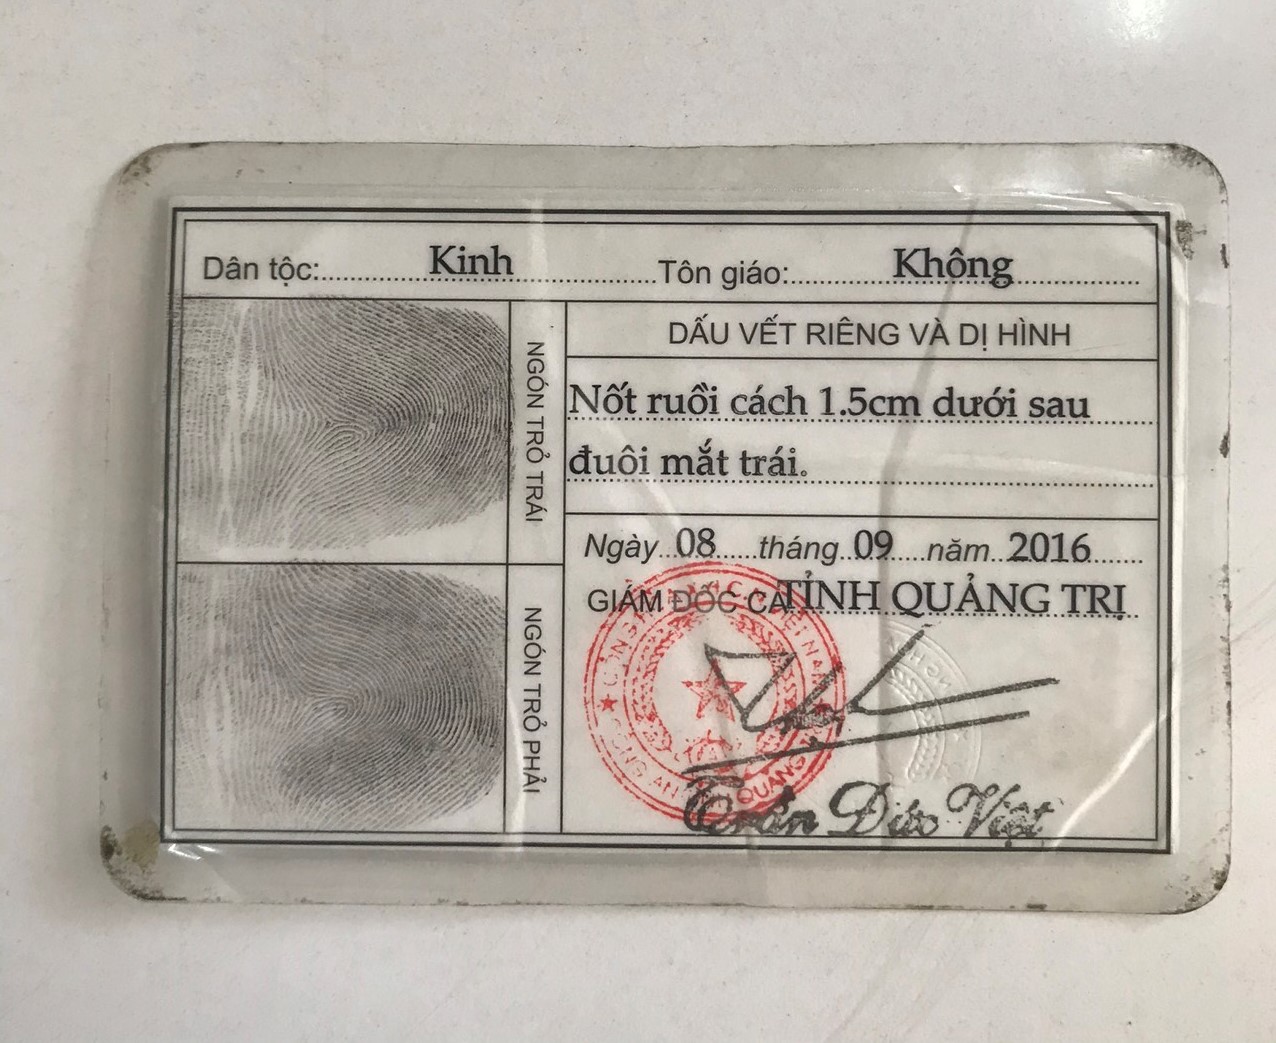 Dân tộc: Kinh Tôn giáo: Không
NGÓN TRỎ TRÁI
DẤU VẾT RIÊNG VÀ DỊ HÌNH
Nốt ruồi cách 1.5cm dưới sau
đuôi mắt trái.
NGÓN TRỎ PHẢI
Ngày 08 tháng 09 năm 2016
GIÁM ĐỐC CA TỈNH QUẢNG TRỊ
Trần Đức Việt